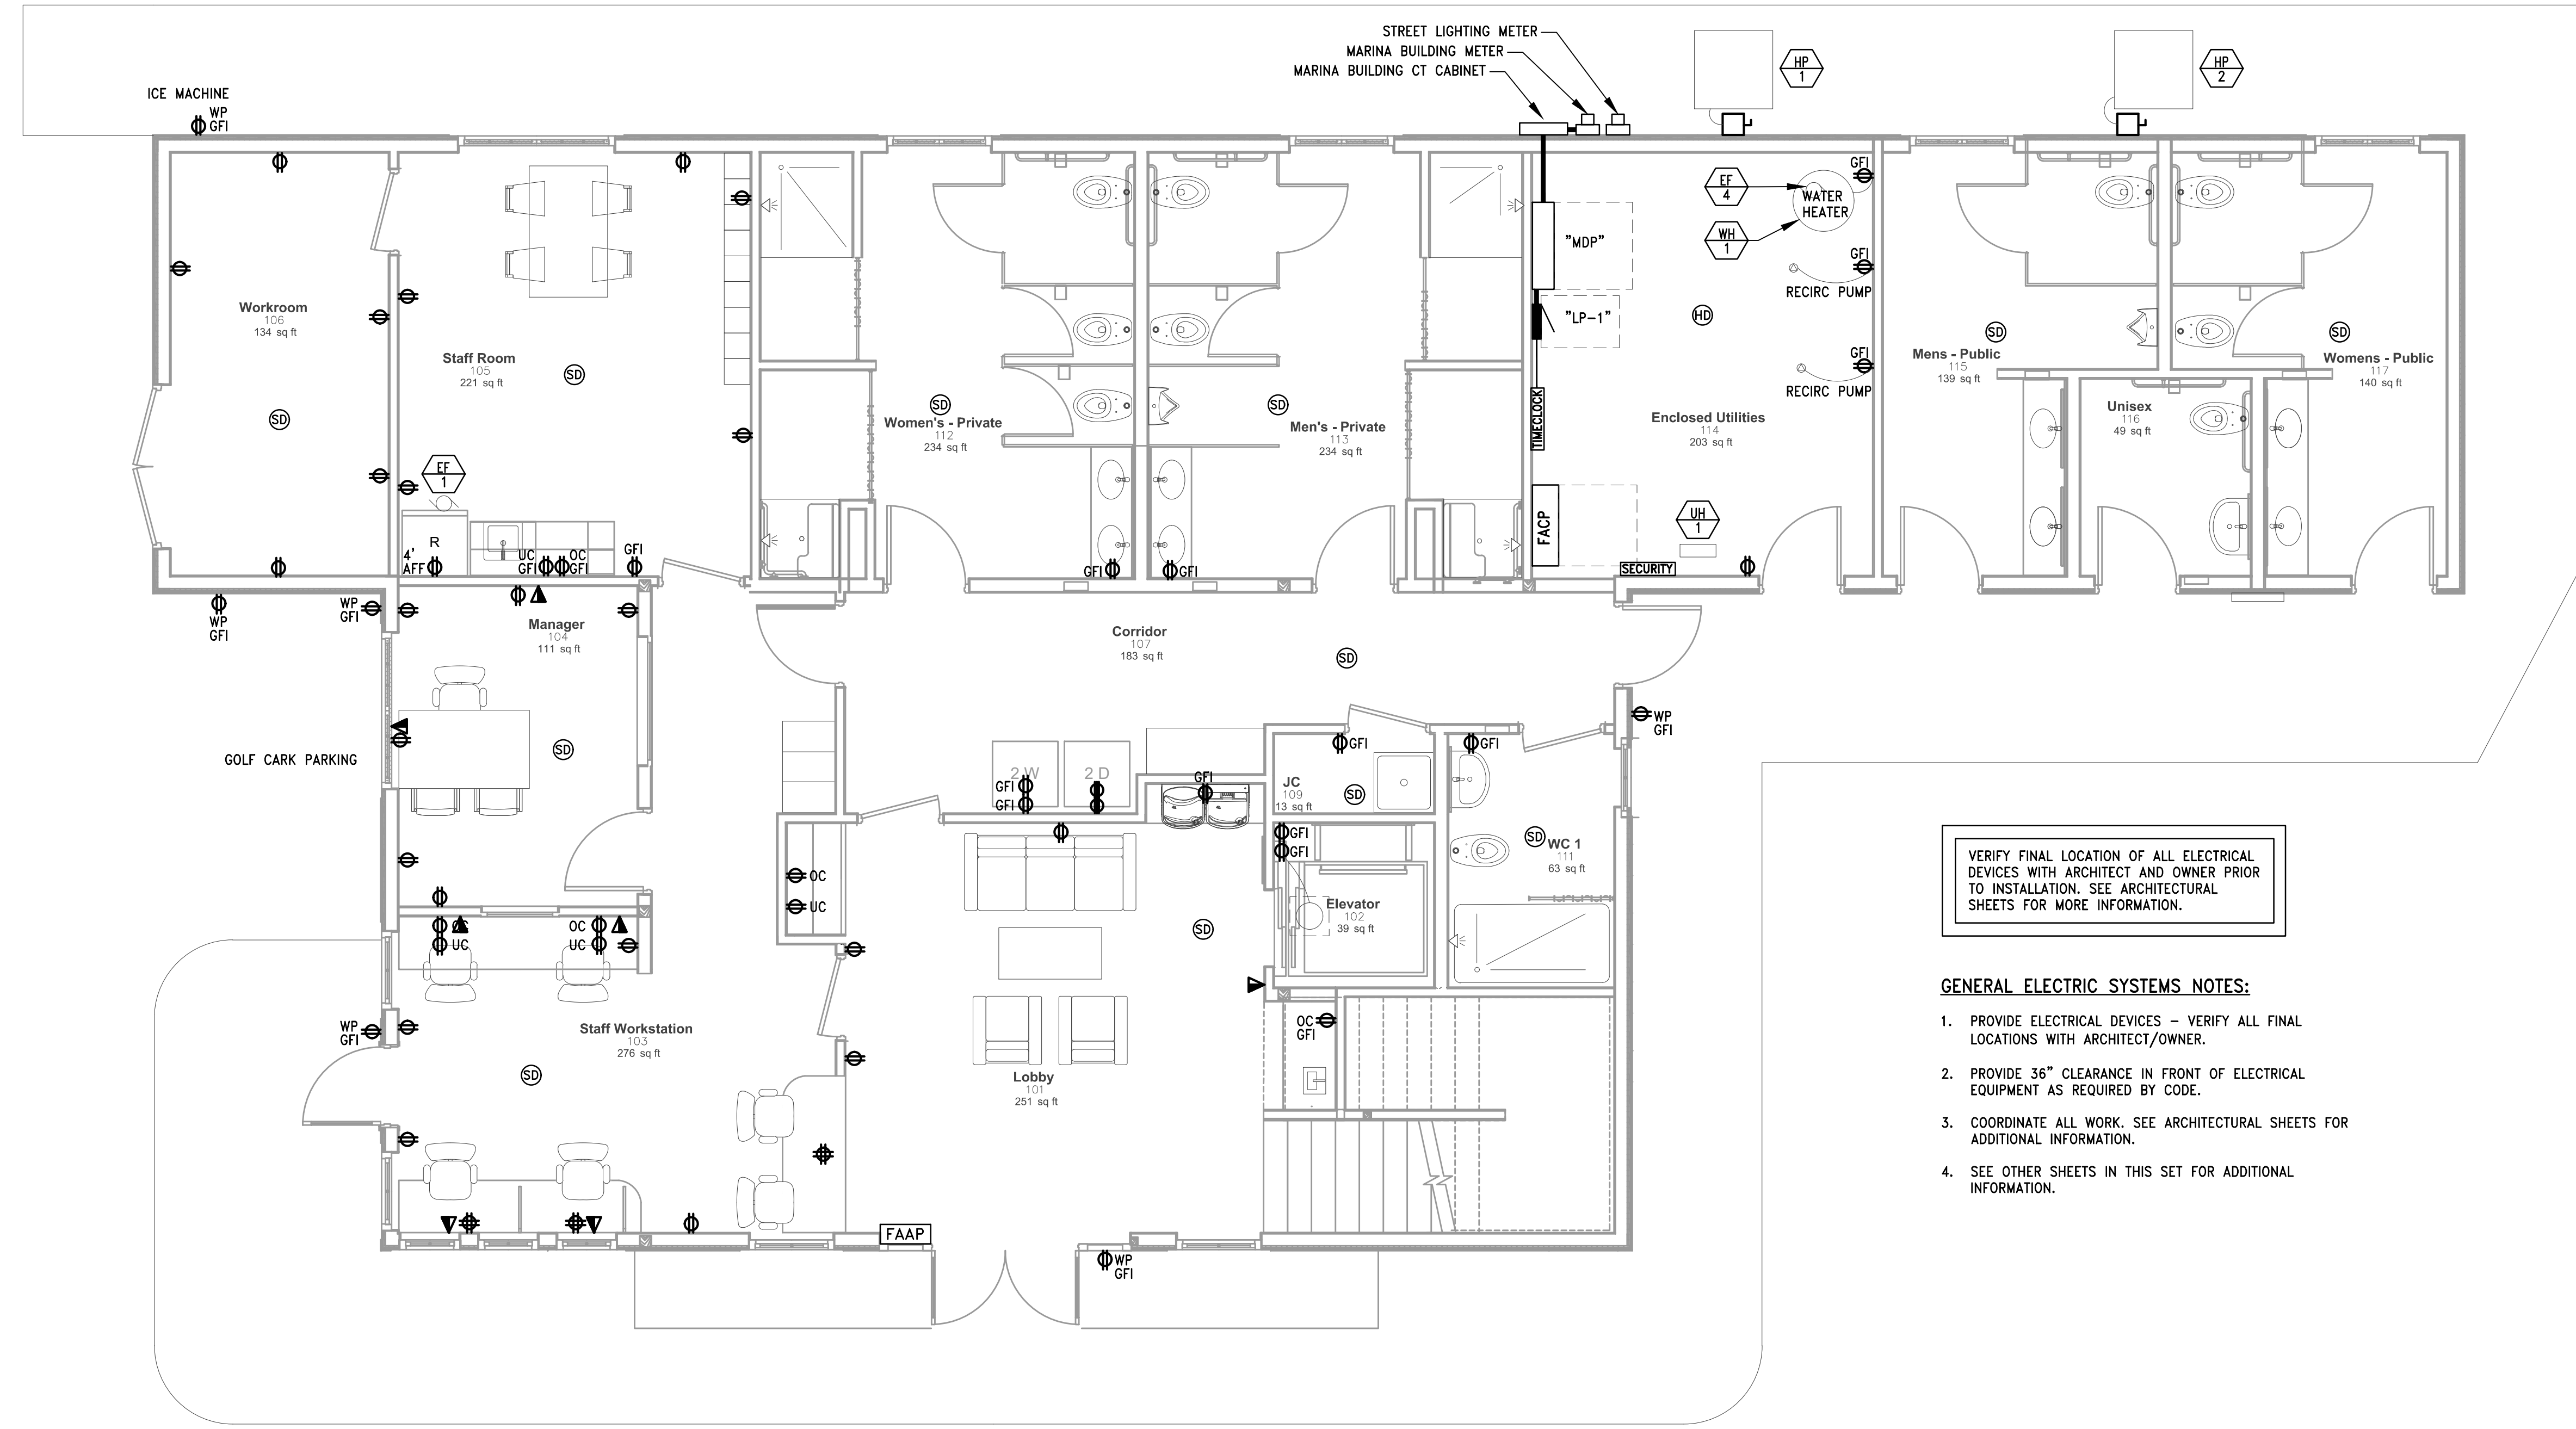 STREET LIGHTING METER
MARINA BUILDING METER
MARINA BUILDING CT CABINET
HP
1
HP
2
ICE MACHINE
WP
GFI
GFI
EF
4
WATER
HEATER
WH
1
"MDP"
GFI
RECIRC PUMP
"LP-1"
HD
GFI
RECIRC PUMP
TIMECLOCK
Workroom
106
134 sq ft
SD
Staff Room
105
221 sq ft
SD
EF
1
R
4'
AFF
UC
GFI
OC
GFI
GFI
SD
Women's - Private
112
234 sq ft
GFI
SD
Men's - Private
113
234 sq ft
GFI
Enclosed Utilities
114
203 sq ft
FACP
UH
1
SECURITY
SD
Mens - Public
115
139 sq ft
Unisex
116
49 sq ft
SD
Womens - Public
117
140 sq ft
WP
GFI
WP
GFI
Manager
104
111 sq ft
SD
GOLF CARK PARKING
Corridor
107
183 sq ft
SD
WP
GFI
2 W
2 D
GFI
GFI
GFI
GFI
JC
109
13 sq ft
SD
GFI
GFI
GFI
SD
WC 1
111
63 sq ft
Elevator
102
39 sq ft
OC
UC
OC
UC
OC
UC
SD
WP
GFI
Staff Workstation
103
276 sq ft
SD
Lobby
101
251 sq ft
OC
GFI
FAAP
WP
GFI
VERIFY FINAL LOCATION OF ALL ELECTRICAL
DEVICES WITH ARCHITECT AND OWNER PRIOR
TO INSTALLATION. SEE ARCHITECTURAL
SHEETS FOR MORE INFORMATION.
GENERAL ELECTRIC SYSTEMS NOTES:
1. PROVIDE ELECTRICAL DEVICES – VERIFY ALL FINAL
LOCATIONS WITH ARCHITECT/OWNER.
2. PROVIDE 36" CLEARANCE IN FRONT OF ELECTRICAL
EQUIPMENT AS REQUIRED BY CODE.
3. COORDINATE ALL WORK. SEE ARCHITECTURAL SHEETS FOR
ADDITIONAL INFORMATION.
4. SEE OTHER SHEETS IN THIS SET FOR ADDITIONAL
INFORMATION.